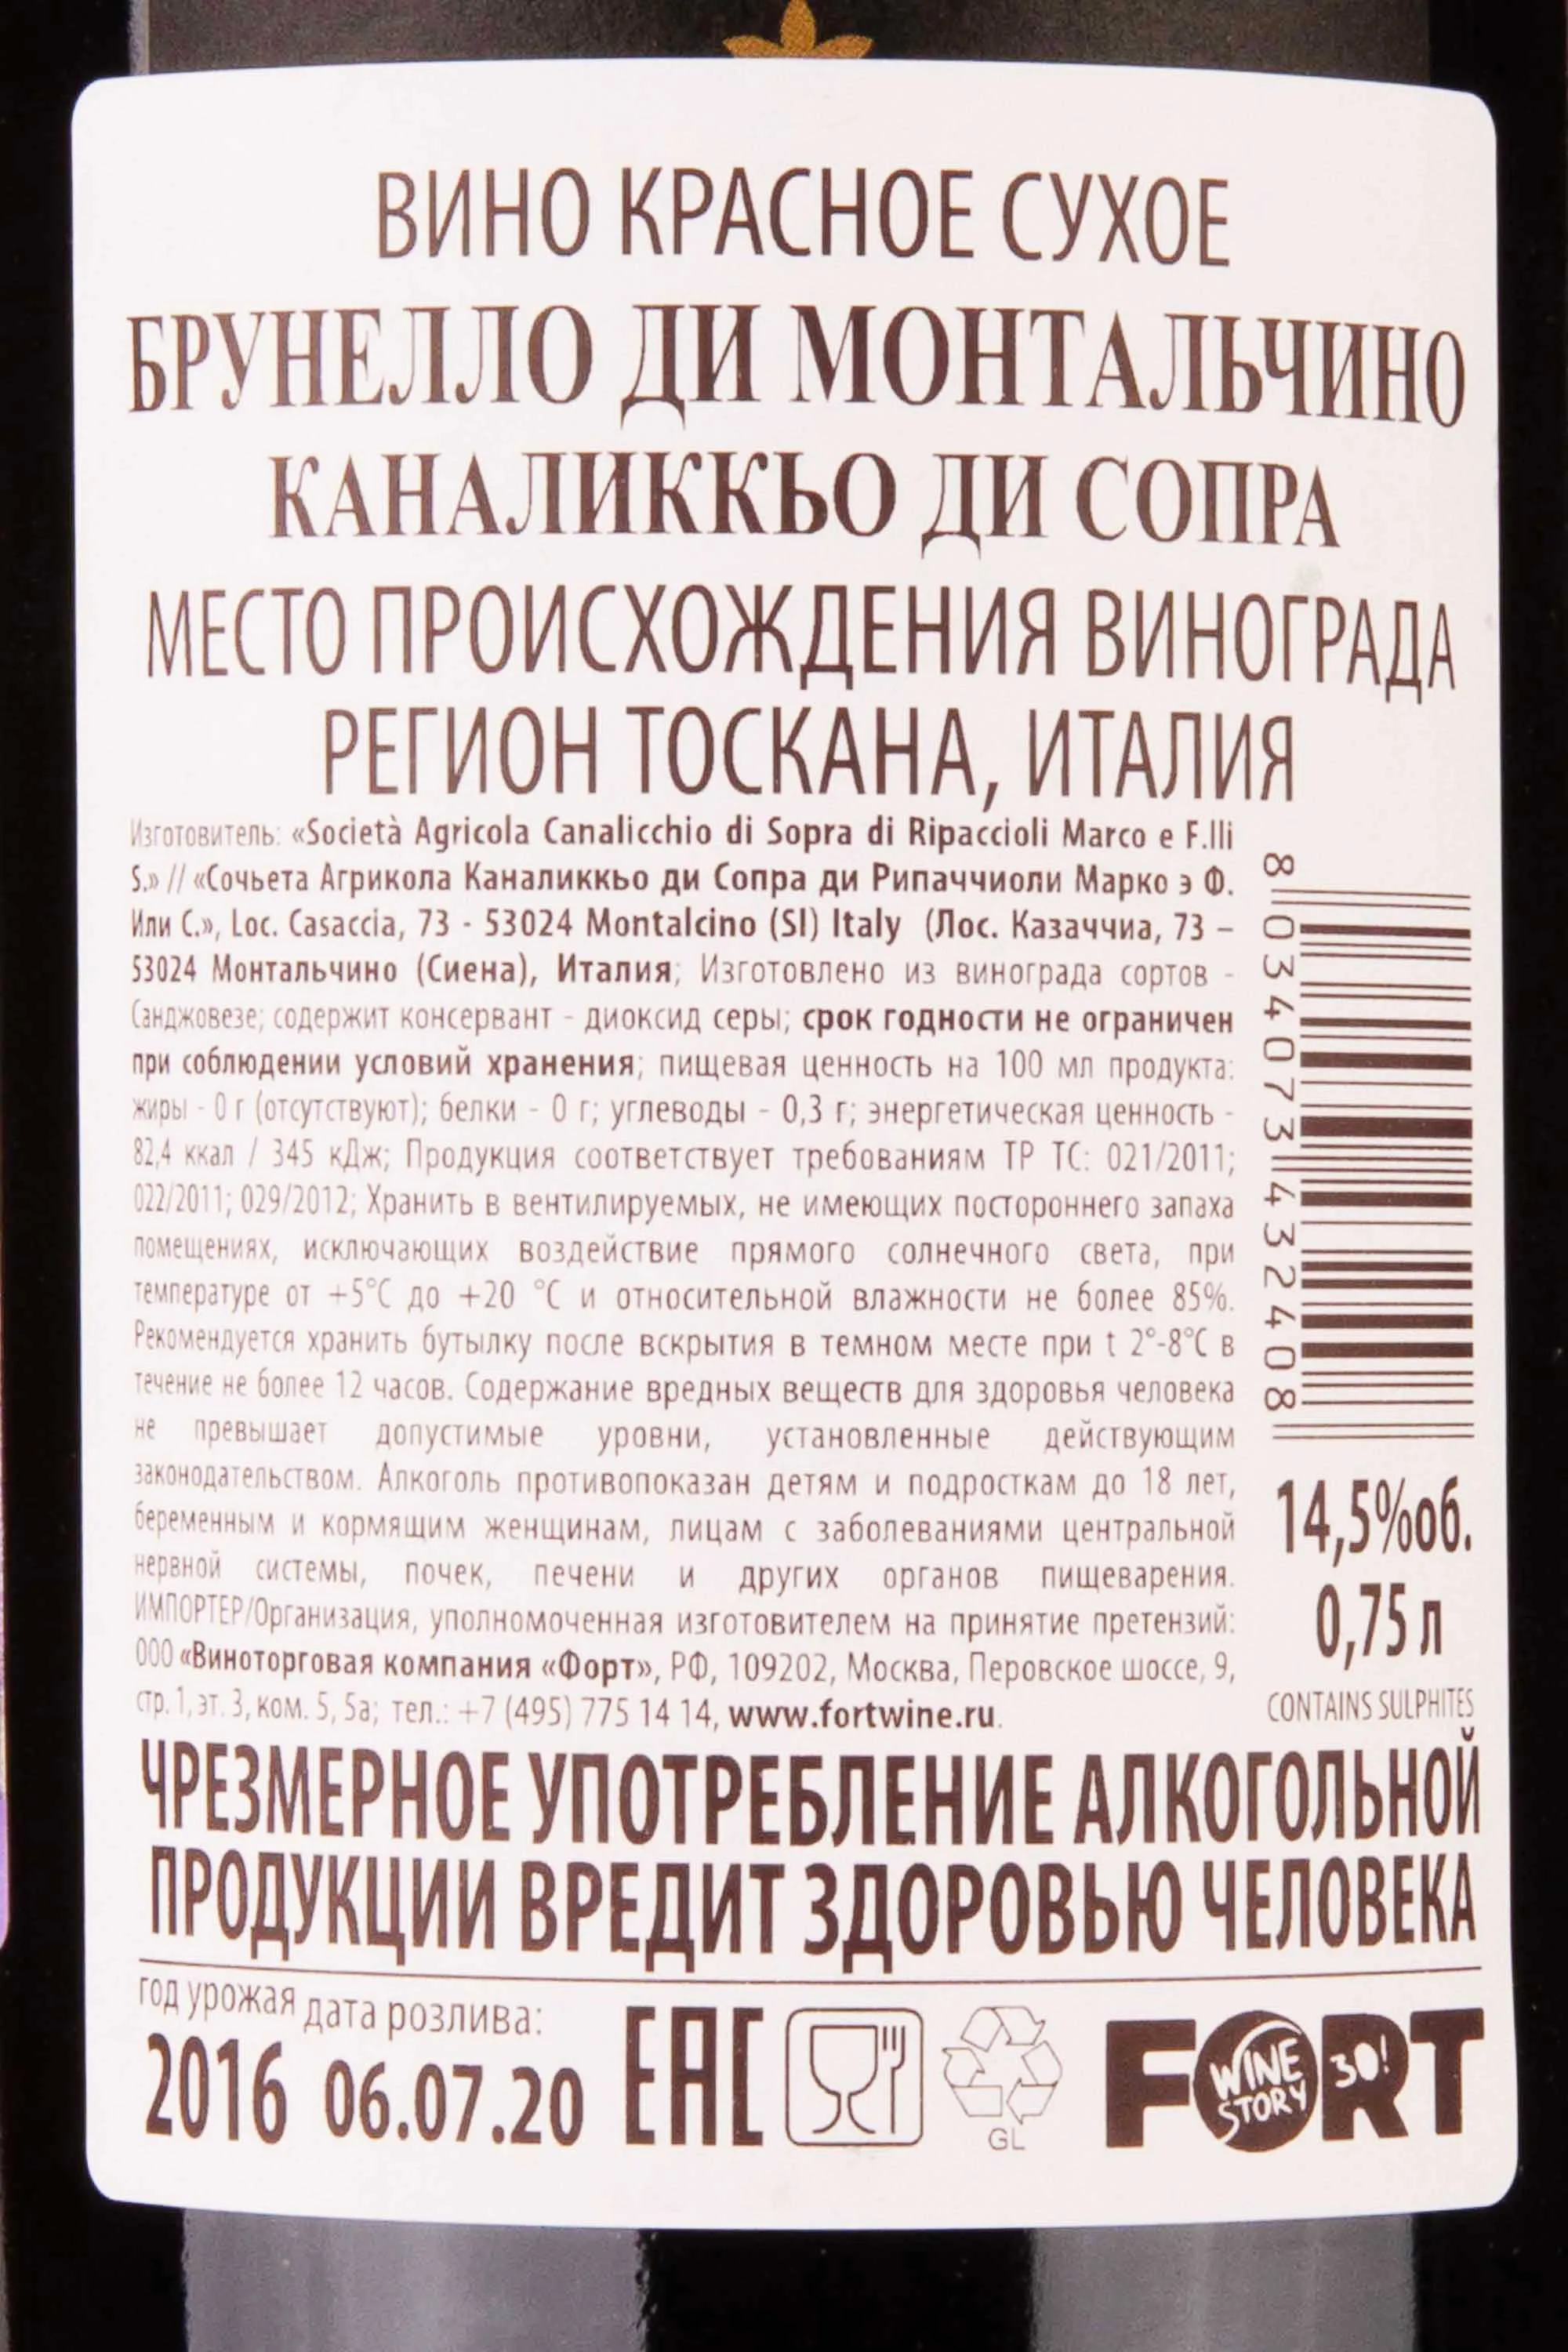 ВИНО КРАСНОЕ СУХОЕ
БРУНЕЛЛО ДИ МОНТАЛЬЧИНО
КАНАЛИККЬО ДИ СОПРА
МЕСТО ПРОИСХОЖДЕНИЯ ВИНОГРАДА
РЕГИОН ТОСКАНА, ИТАЛИЯ
Изготовитель: «Società Agricola Canalicchio di Sopra di Ripaccioli Marco e F.lli
S.» // «Сочьета Агрикола Каналиккьо ди Сопра ди Рипаччиоли Марко э Ф.
Или С.», Loc. Casaccia, 73 - 53024 Montalcino (SI) Italy (Лос. Казаччиа, 73 –
53024 Монтальчино (Сиена), Италия; Изготовлено из винограда сортов -
Санджовезе; содержит консервант - диоксид серы; срок годности не ограничен
при соблюдении условий хранения; пищевая ценность на 100 мл продукта:
жиры - 0 г (отсутствуют); белки - 0 г; углеводы - 0,3 г; энергетическая ценность -
82,4 ккал / 345 кДж; Продукция соответствует требованиям ТР ТС: 021/2011;
022/2011; 029/2012; Хранить в вентилируемых, не имеющих постороннего запаха
помещениях, исключающих воздействие прямого солнечного света, при
температуре от +5°C до +20 °C и относительной влажности не более 85%.
Рекомендуется хранить бутылку после вскрытия в темном месте при t 2°-8°C в
течение не более 12 часов. Содержание вредных веществ для здоровья человека
не превышает допустимые уровни, установленные действующим
законодательством. Алкоголь противопоказан детям и подросткам до 18 лет,
беременным и кормящим женщинам, лицам с заболеваниями центральной
нервной системы, почек, печени и других органов пищеварения.
ИМПОРТЕР/Организация, уполномоченная изготовителем на принятие претензий:
ООО «Виноторговая компания «Форт», РФ, 109202, Москва, Перовское шоссе, 9,
стр. 1, эт. 3, ком. 5, 5а; тел.: +7 (495) 775 14 14, www.fortwine.ru.
8 034073 432408
14,5%об.
0,75 л
CONTAINS SULPHITES
ЧРЕЗМЕРНОЕ УПОТРЕБЛЕНИЕ АЛКОГОЛЬНОЙ
ПРОДУКЦИИ ВРЕДИТ ЗДОРОВЬЮ ЧЕЛОВЕКА
год урожая дата розлива:
2016 06.07.20 EAC
GL
FORT
WINE STORY 30!